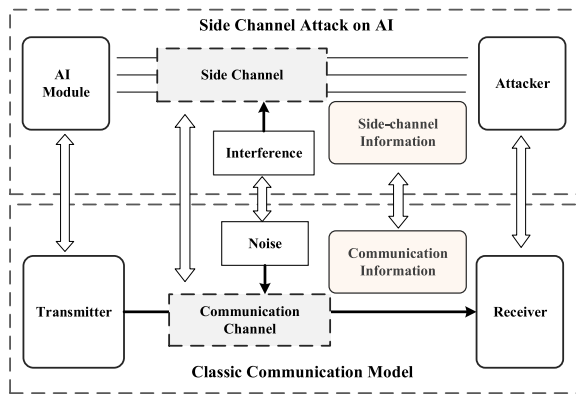 Side Channel Attack on AI
AI
Module
Side Channel
Attacker
Side-channel
Information
Interference
Noise
Communication
Information
Transmitter
Communication
Channel
Receiver
Classic Communication Model